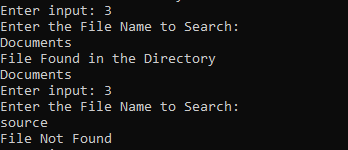 Enter input: 3
Enter the File Name to Search:
Documents
File Found in the Directory
Documents
Enter input: 3
Enter the File Name to Search:
source
File Not Found